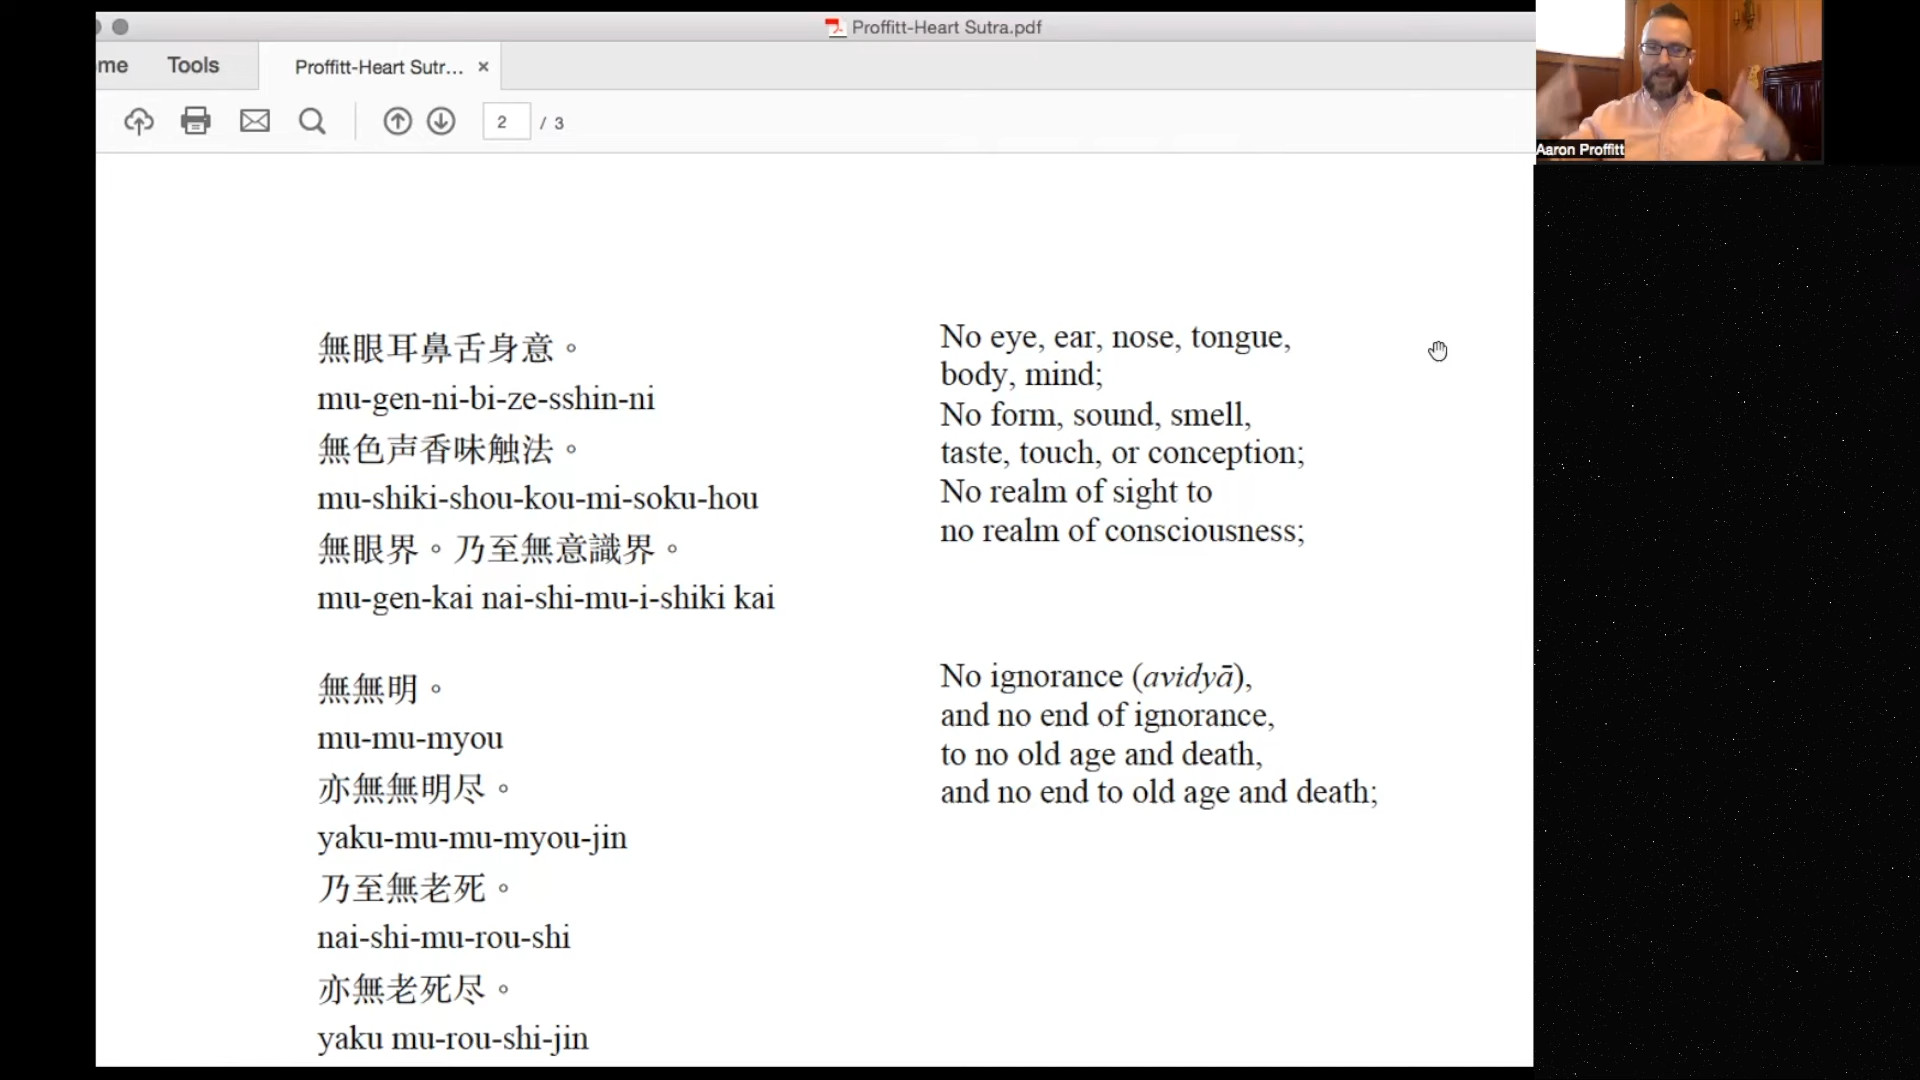 Proffitt-Heart Sutra.pdf
me Tools Proffitt-Heart Sutr... ×
2 / 3
Aaron Proffitt
無眼耳鼻舌身意。
mu-gen-ni-bi-ze-sshin-ni
無色声香味触法。
mu-shiki-shou-kou-mi-soku-hou
無眼界。乃至無意識界。
mu-gen-kai nai-shi-mu-i-shiki kai
無無明。
mu-mu-myou
亦無無明尽。
yaku-mu-mu-myou-jin
乃至無老死。
nai-shi-mu-rou-shi
亦無老死尽。
yaku mu-rou-shi-jin
No eye, ear, nose, tongue,
body, mind;
No form, sound, smell,
taste, touch, or conception;
No realm of sight to
no realm of consciousness;
No ignorance (avidyā),
and no end of ignorance,
to no old age and death,
and no end to old age and death;